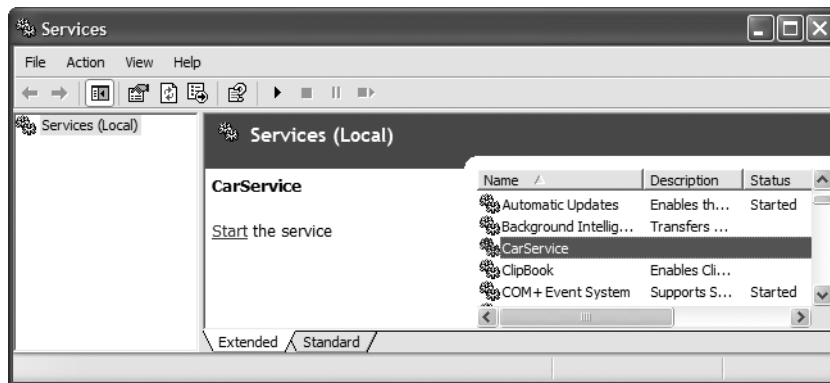 Services
File Action View Help
Services (Local)
Services (Local)
CarService
Start the service
Name Description Status
Automatic Updates Enables th... Started
Background Intellig... Transfers ...
CarService
ClipBook Enables Cli...
COM+ Event System Supports S... Started
Extended Standard